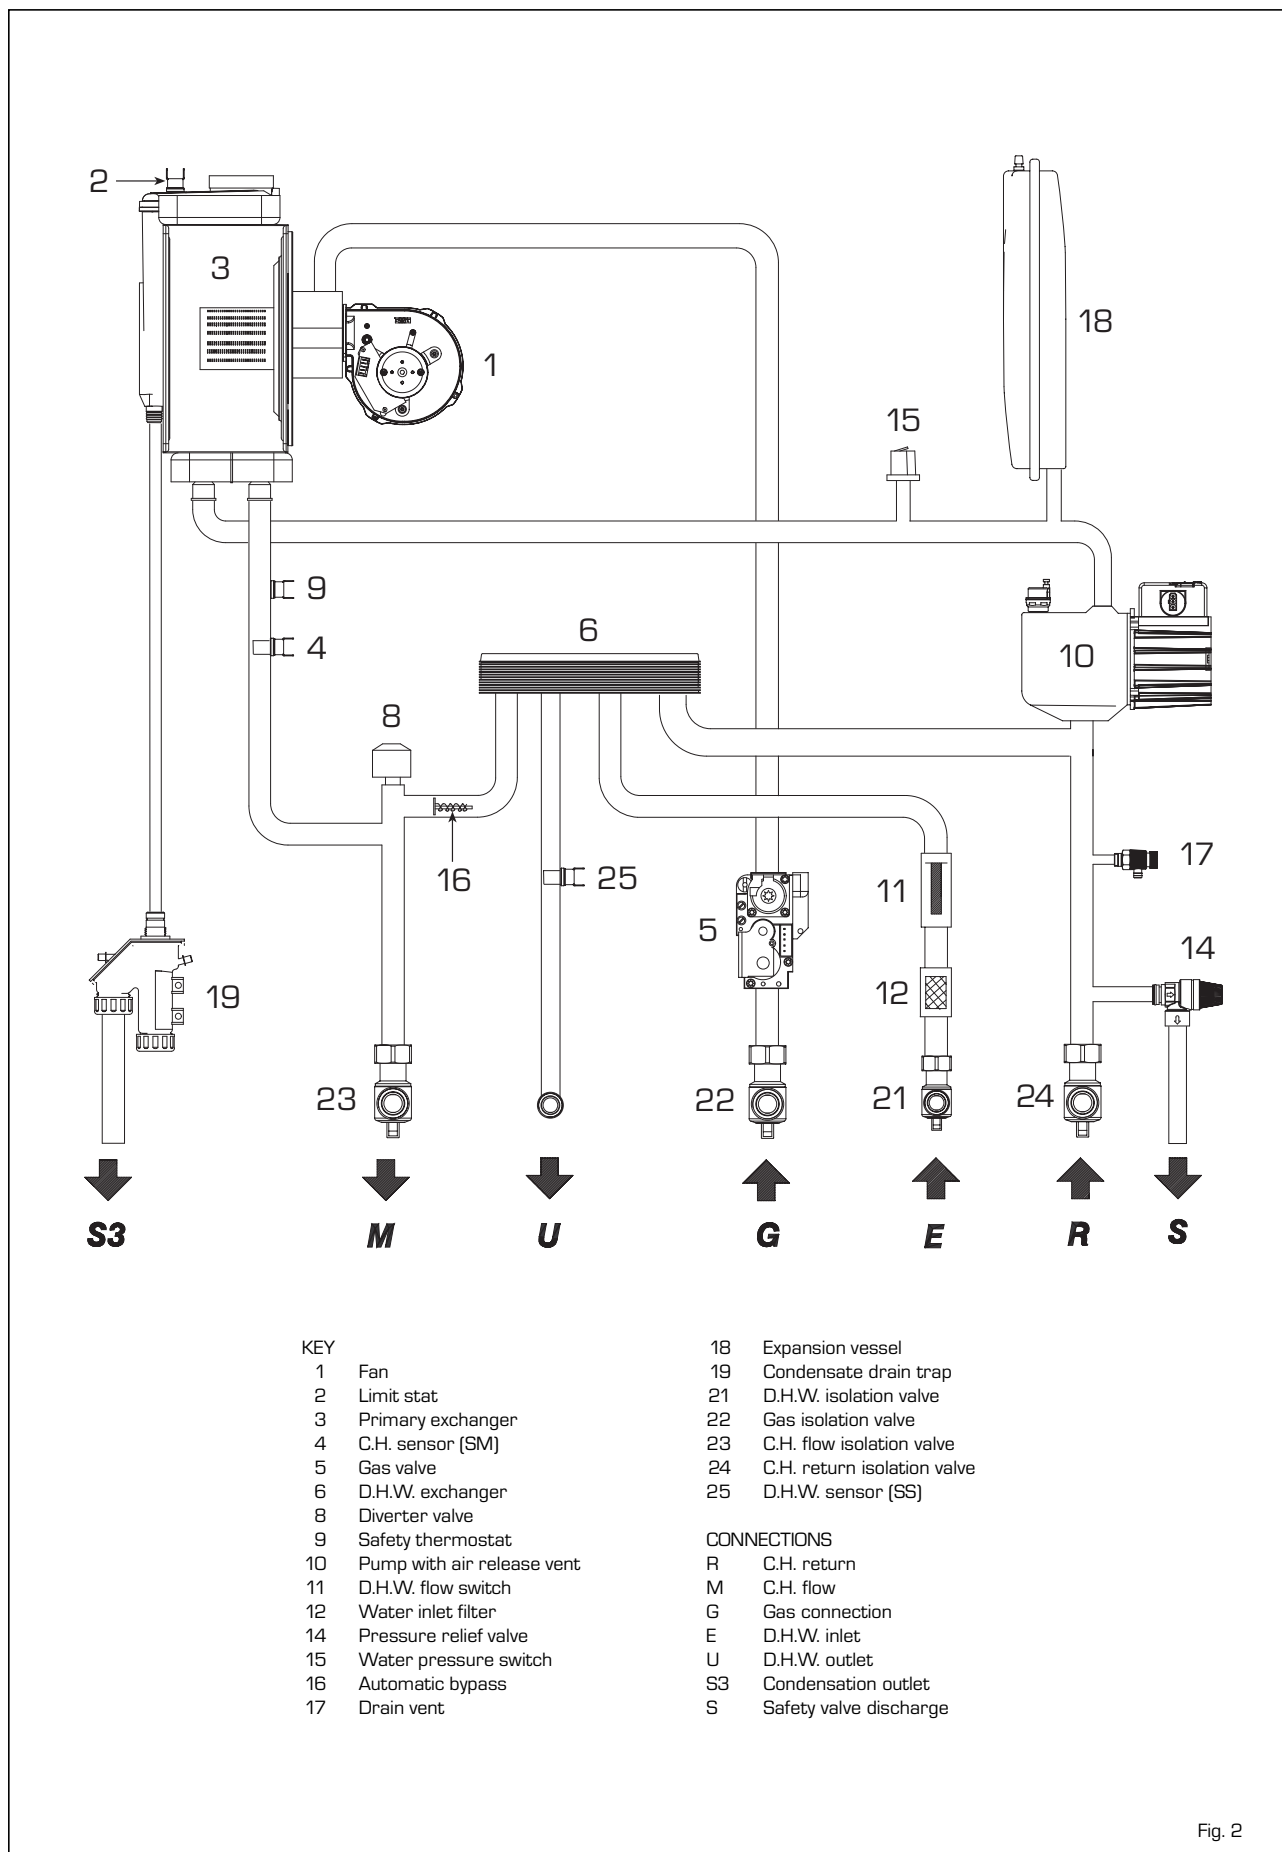 2
3
1
18
15
9
4
6
10
8
16
25
11
17
5
14
19
12
23
22
21
24
S3
M
U
G
E
R
S
KEY
1 Fan
2 Limit stat
3 Primary exchanger
4 C.H. sensor (SM)
5 Gas valve
6 D.H.W. exchanger
8 Diverter valve
9 Safety thermostat
10 Pump with air release vent
11 D.H.W. flow switch
12 Water inlet filter
14 Pressure relief valve
15 Water pressure switch
16 Automatic bypass
17 Drain vent
18 Expansion vessel
19 Condensate drain trap
21 D.H.W. isolation valve
22 Gas isolation valve
23 C.H. flow isolation valve
24 C.H. return isolation valve
25 D.H.W. sensor (SS)
CONNECTIONS
R C.H. return
M C.H. flow
G Gas connection
E D.H.W. inlet
U D.H.W. outlet
S3 Condensation outlet
S Safety valve discharge
Fig. 2